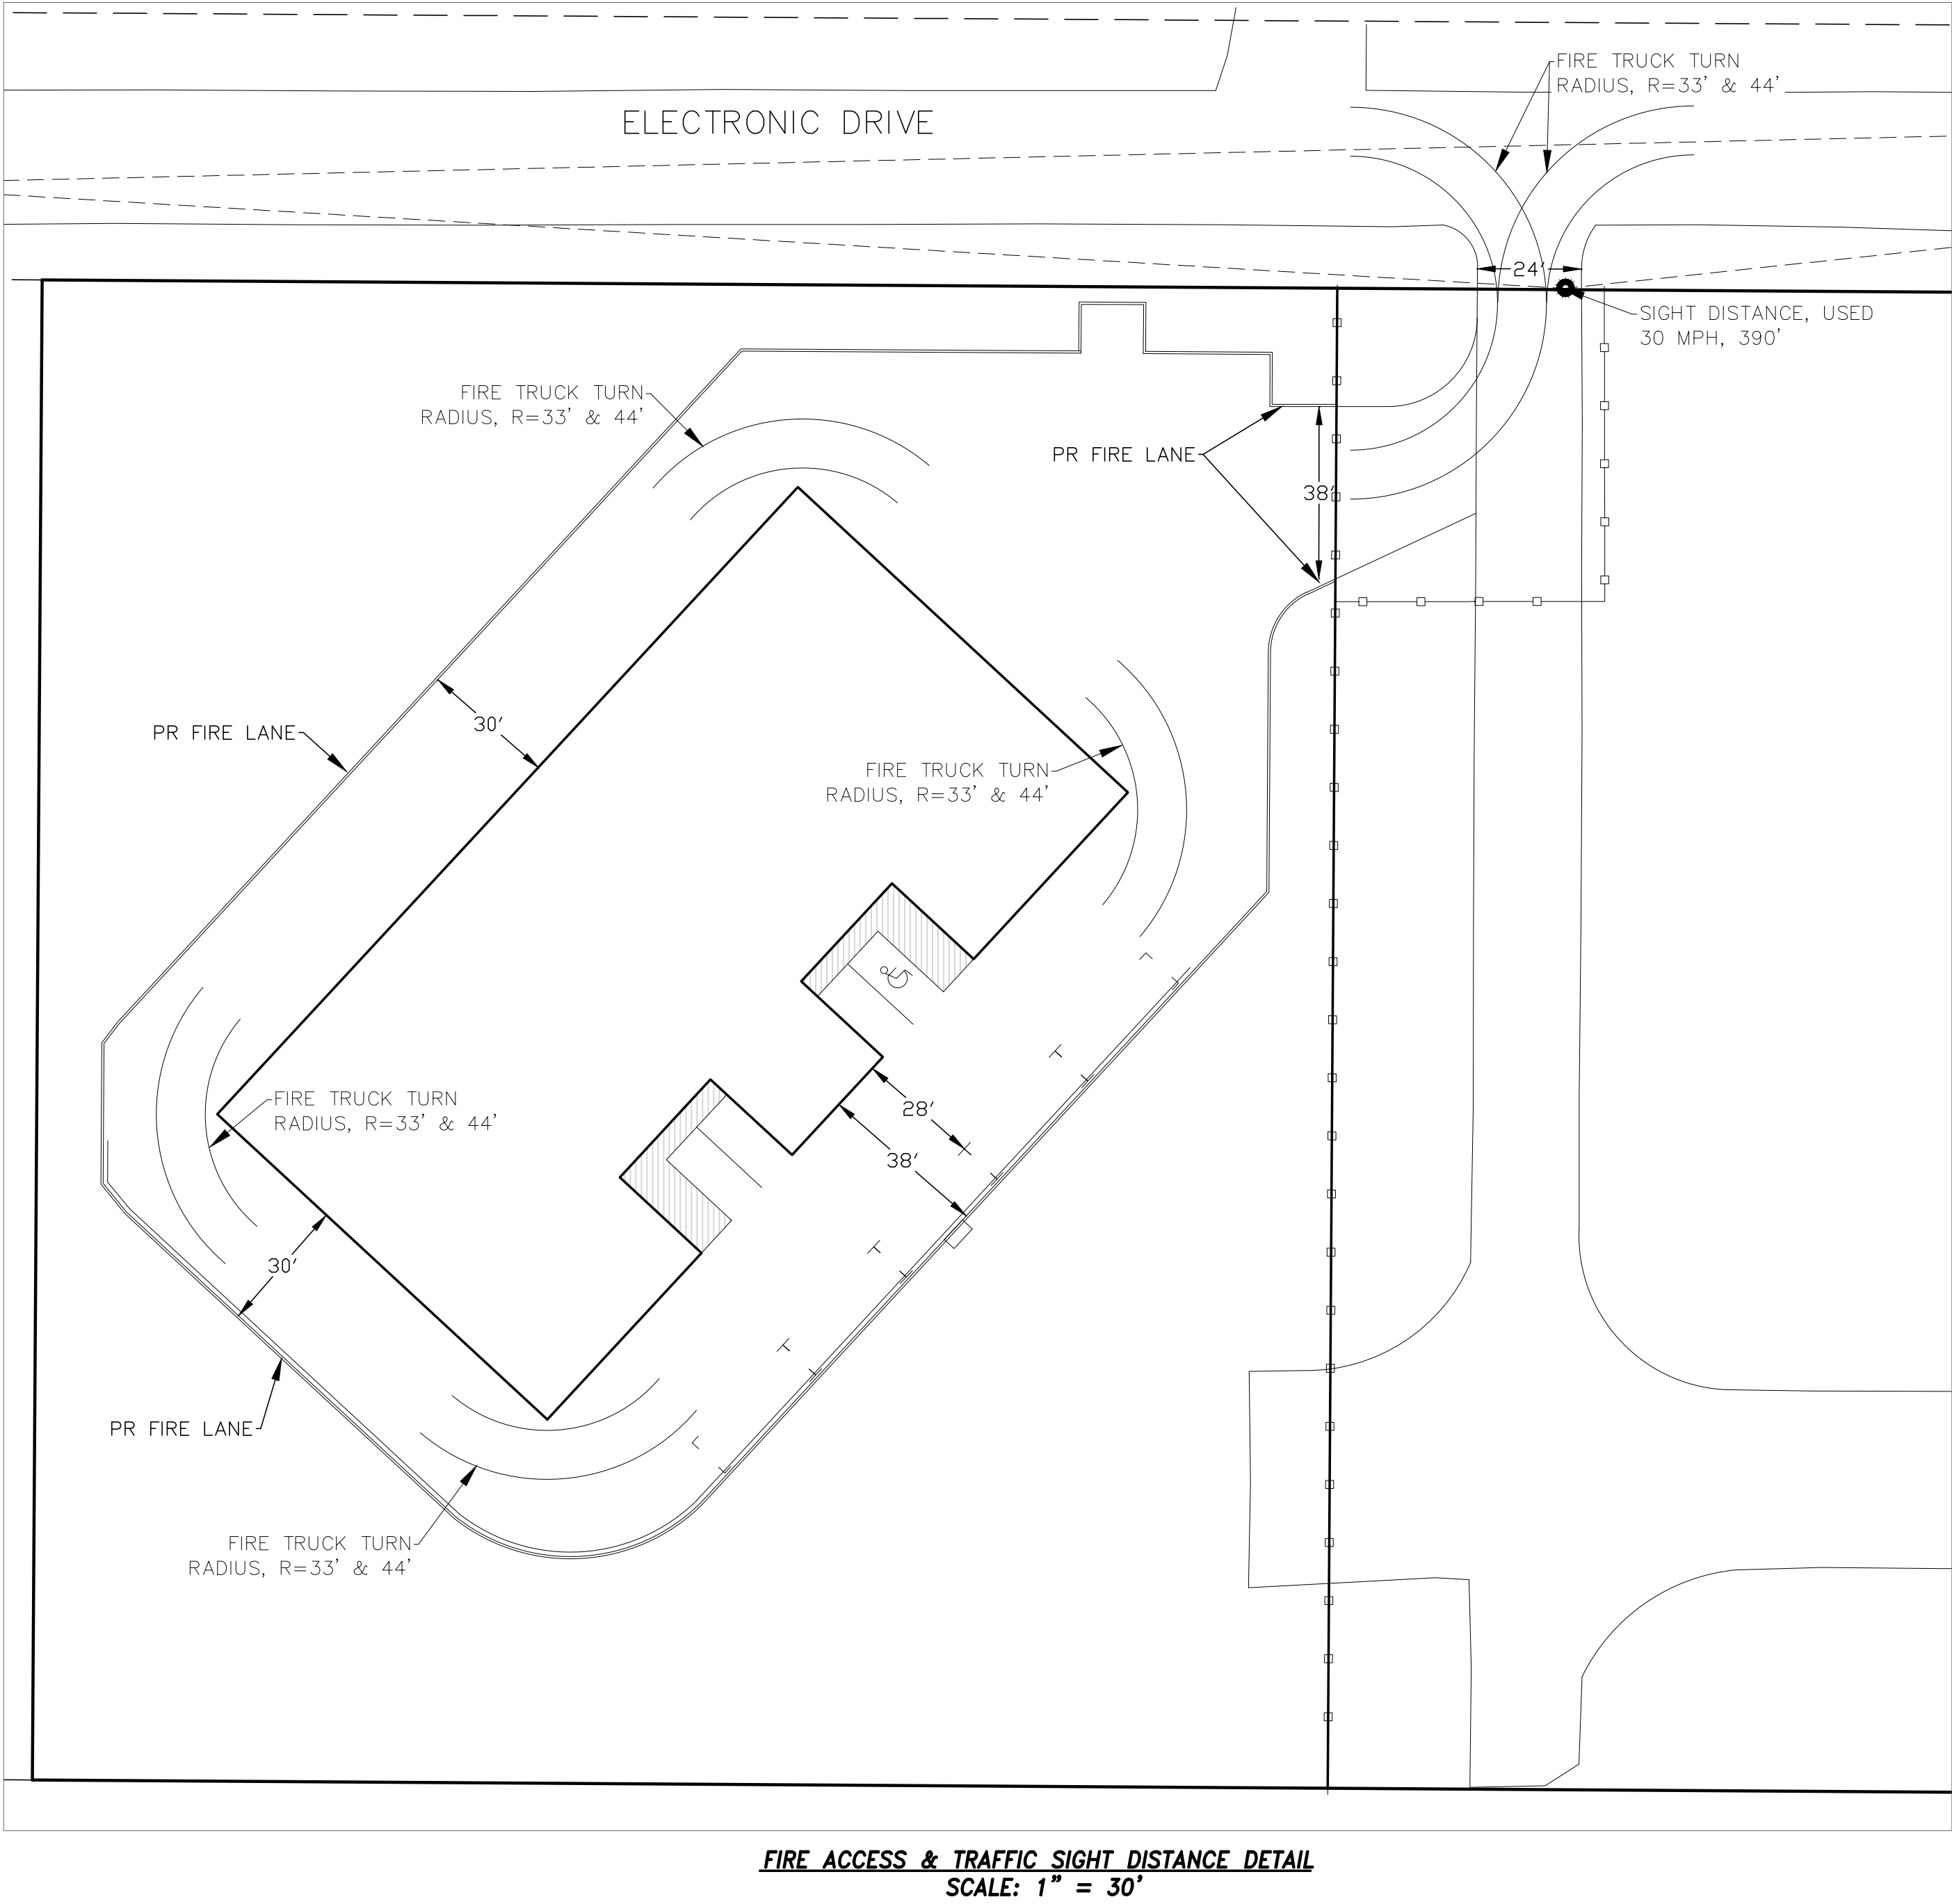 FIRE TRUCK TURN
RADIUS, R=33' & 44'
ELECTRONIC DRIVE
24'
SIGHT DISTANCE, USED
30 MPH, 390'
FIRE TRUCK TURN
RADIUS, R=33' & 44'
PR FIRE LANE
38'
30'
PR FIRE LANE
FIRE TRUCK TURN
RADIUS, R=33' & 44'
FIRE TRUCK TURN
RADIUS, R=33' & 44'
28'
38'
30'
PR FIRE LANE
FIRE TRUCK TURN
RADIUS, R=33' & 44'
FIRE ACCESS & TRAFFIC SIGHT DISTANCE DETAIL
SCALE: 1" = 30'